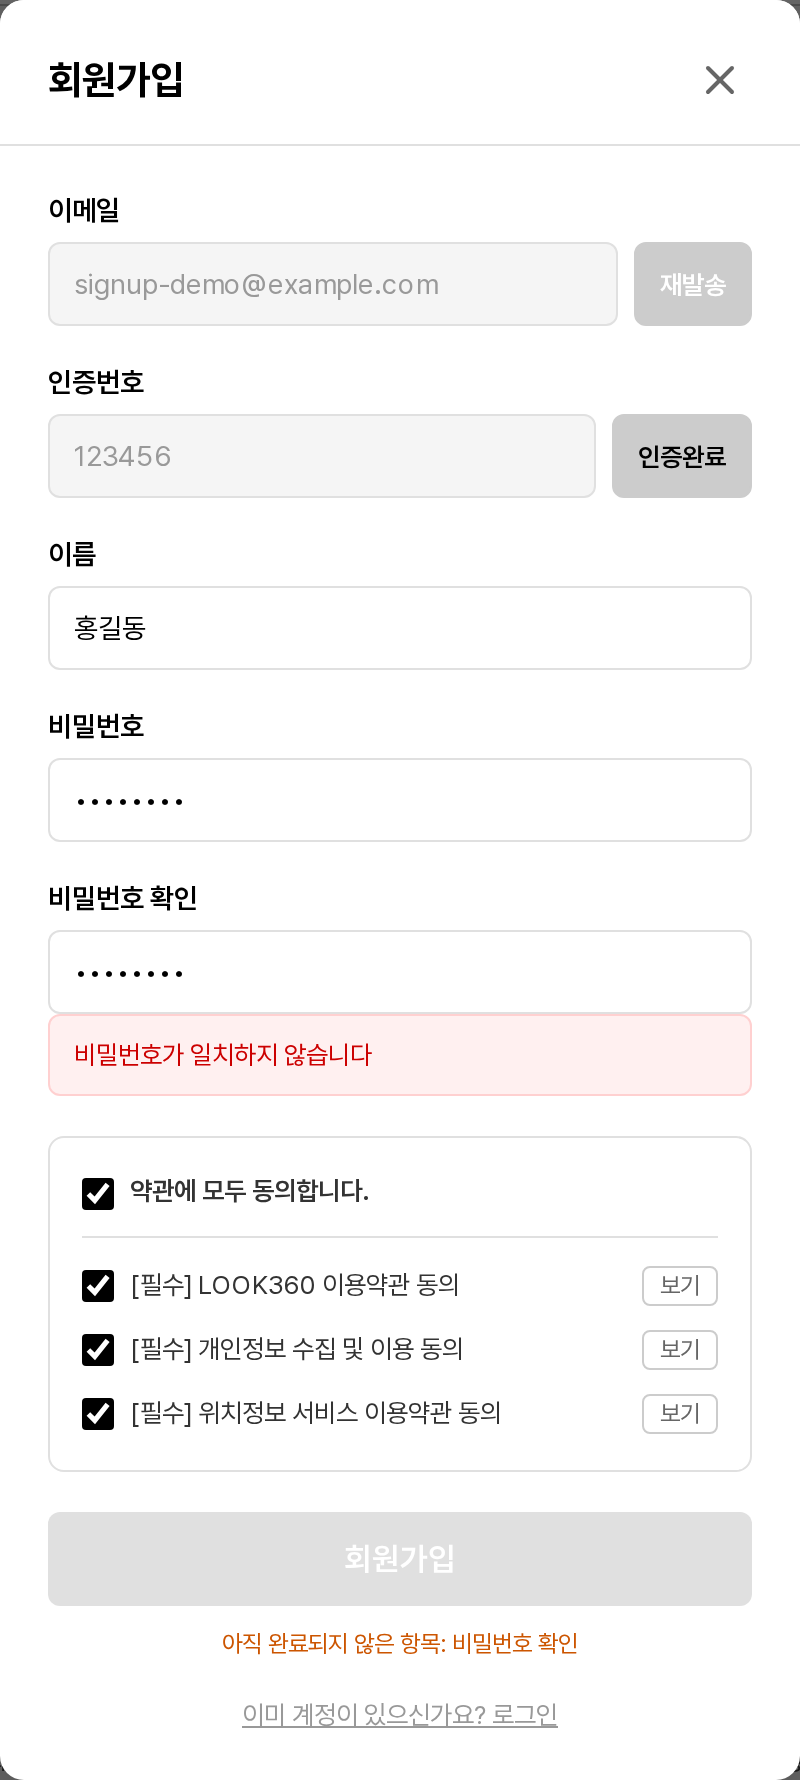 회원가입
이메일
signup-demo@example.com
재발송
인증번호
123456
인증완료
이름
홍길동
비밀번호
••••••••
비밀번호 확인
••••••••
비밀번호가 일치하지 않습니다
약관에 모두 동의합니다.
[필수] LOOK360 이용약관 동의
보기
[필수] 개인정보 수집 및 이용 동의
보기
[필수] 위치정보 서비스 이용약관 동의
보기
회원가입
아직 완료되지 않은 항목: 비밀번호 확인
이미 계정이 있으신가요? 로그인